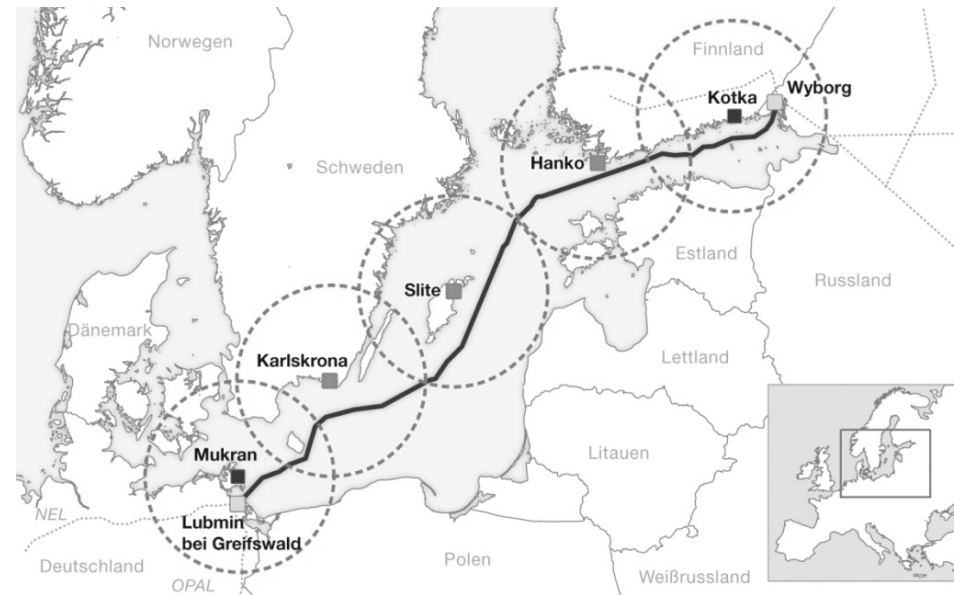 Norwegen
Finnland
Wyborg
Kotka
Hanko
Schweden
Estland
Russland
Slite
Dänemark
Karlskrona
Lettland
Mukran
Litauen
NEL
Lubmin
bei Greifswald
Deutschland
OPAL
Polen
Weißrussland